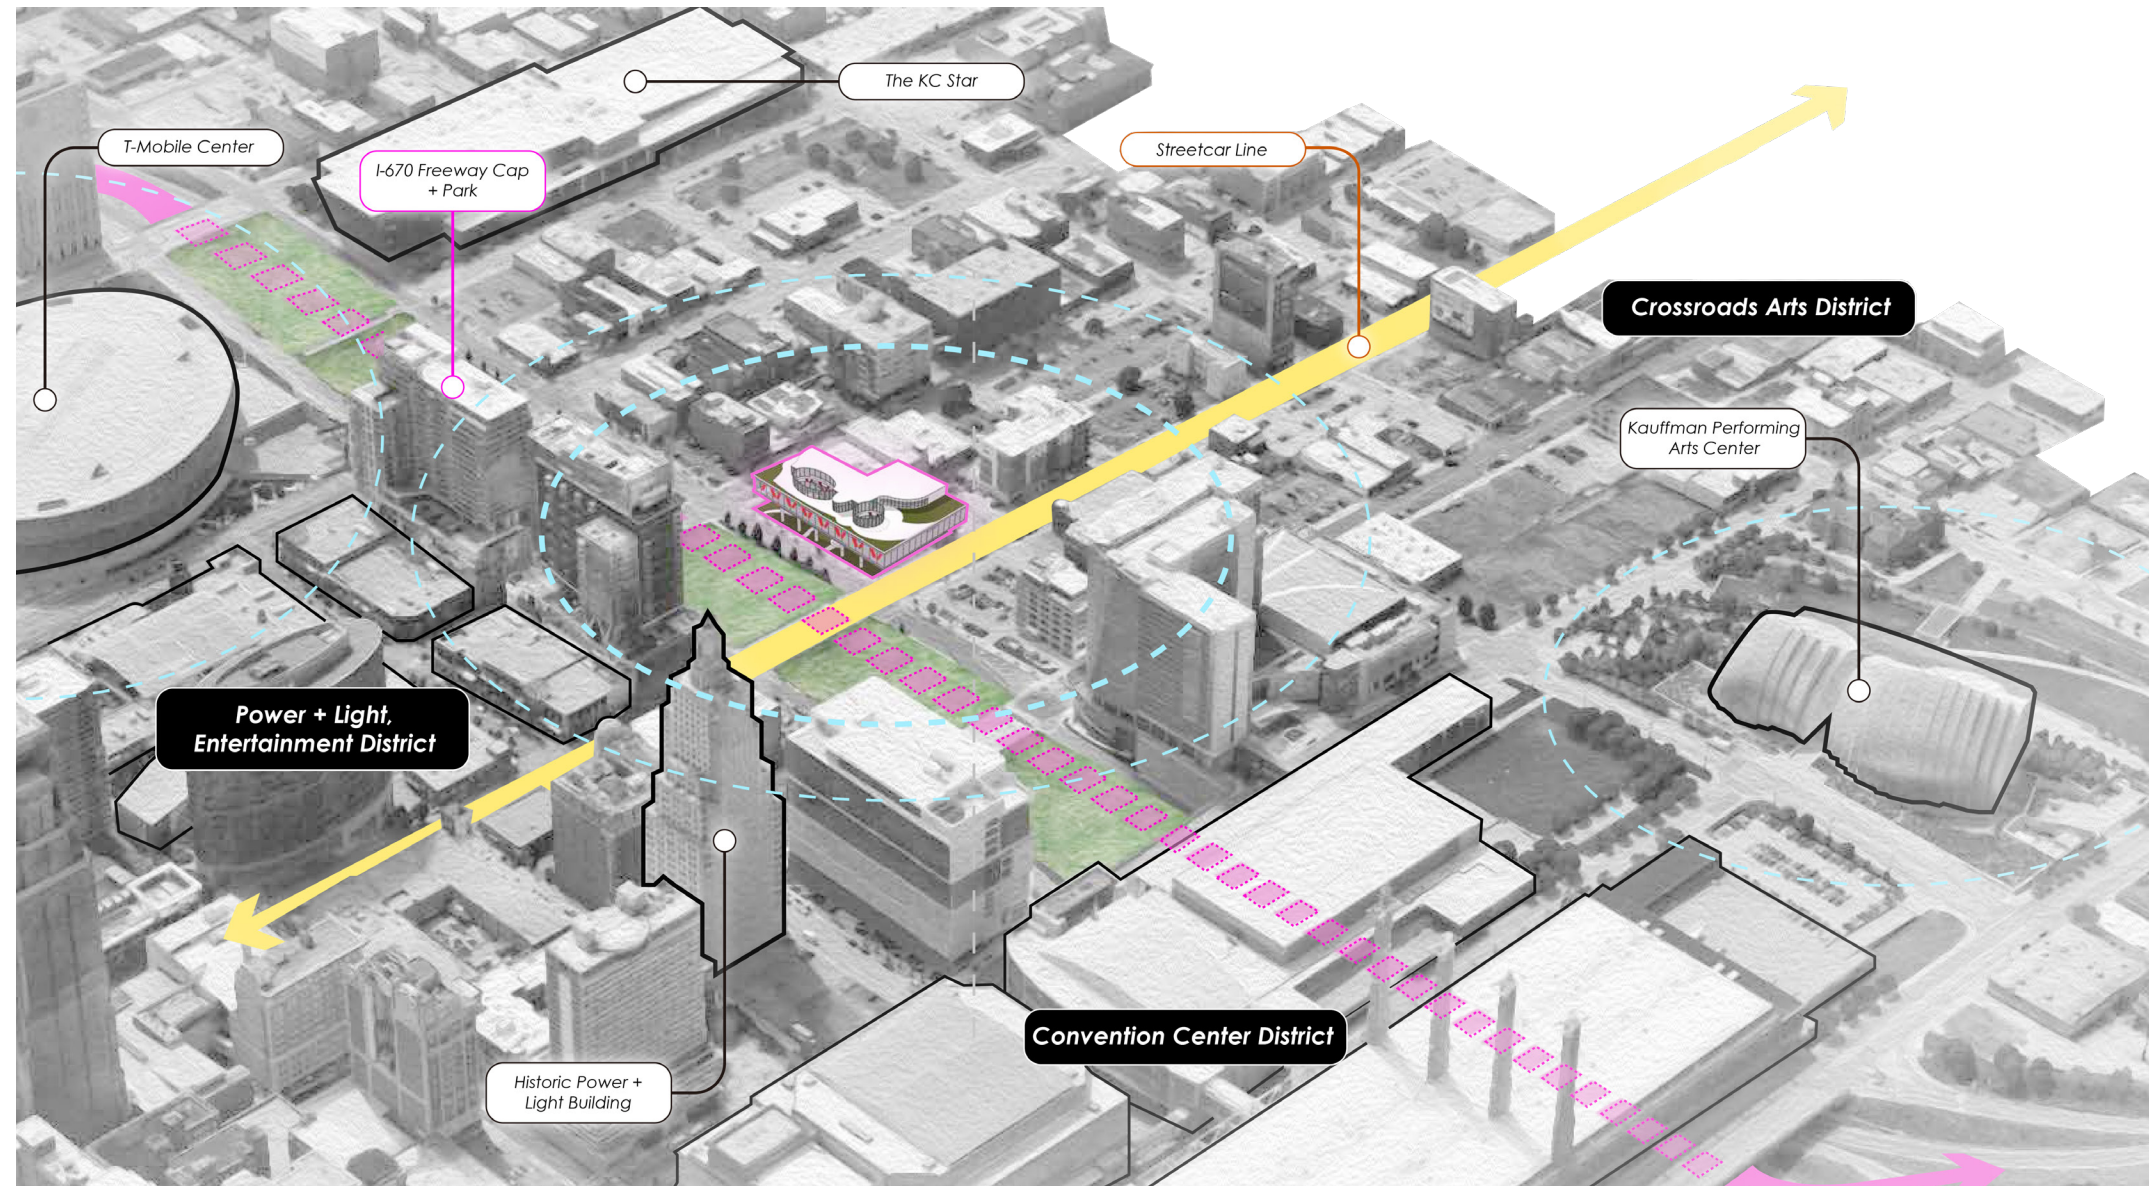 The KC Star
T-Mobile Center
I-670 Freeway Cap
+ Park
Streetcar Line
Crossroads Arts District
Kauffman Performing
Arts Center
Power + Light,
Entertainment District
Convention Center District
Historic Power +
Light Building